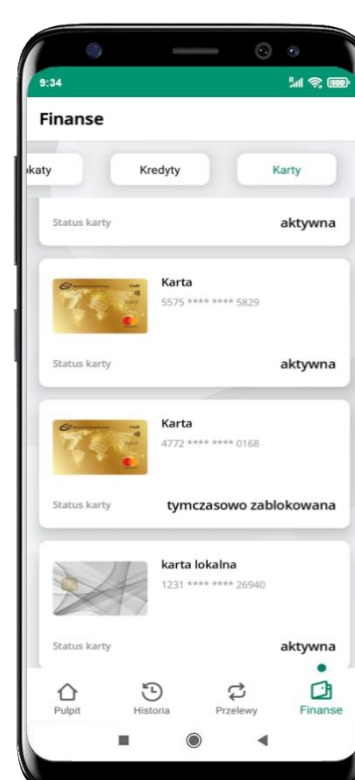 9:34
Finanse
okaty
Kredyty
Karty
Status karty
aktywna
Karta
5575 **** **** 5829
Status karty
aktywna
Karta
4772 **** **** 0168
Status karty
tymczasowo zablokowana
karta lokalna
1231 **** **** 26940
Status karty
aktywna
Pulpit
Historia
Przelewy
Finanse